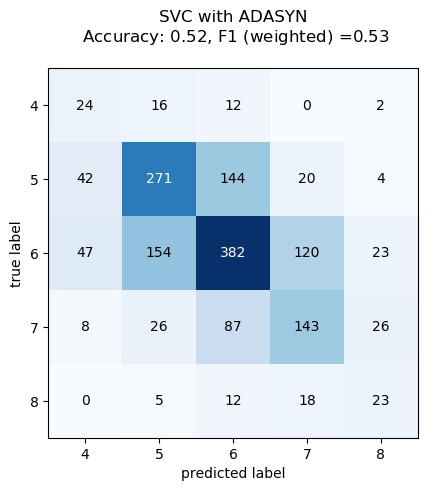 SVC with ADASYN
Accuracy: 0.52, F1 (weighted) =0.53
4 24 16 12 0 2
5 42 271 144 20 4
6 47 154 382 120 23
7 8 26 87 143 26
8 0 5 12 18 23
4 5 6 7 8
predicted label
true label